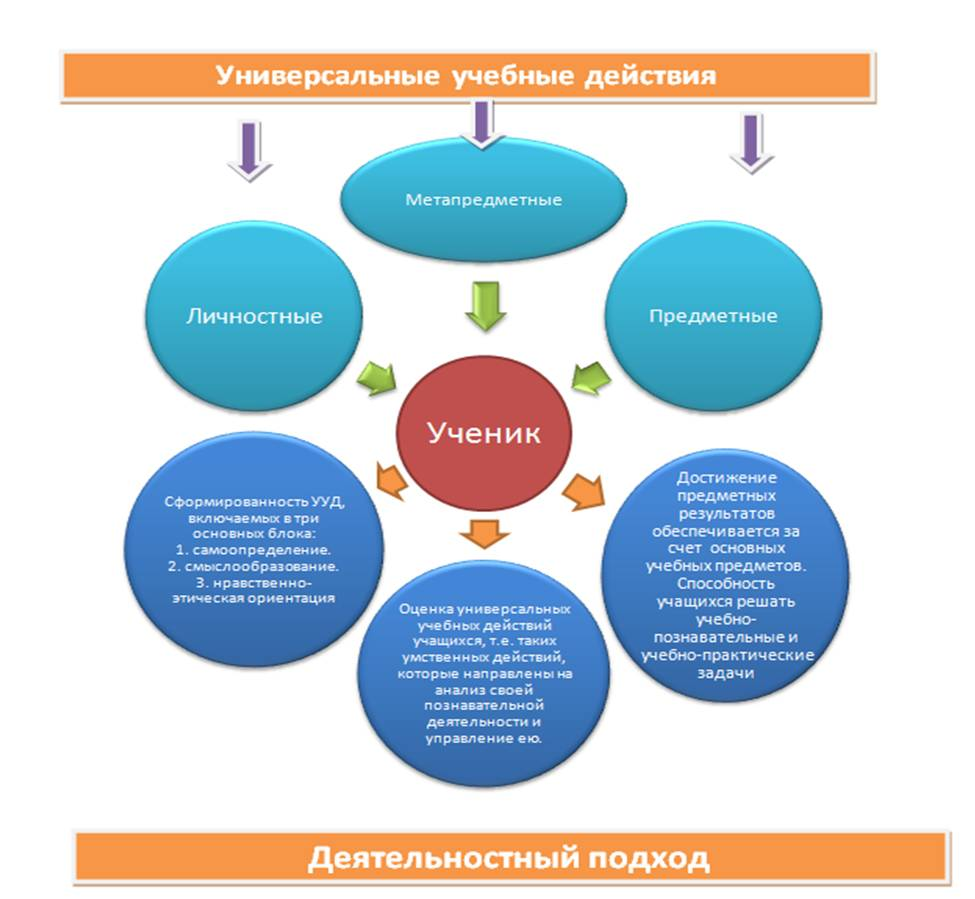 Универсальные учебные действия
Метапредметные
Личностные
Предметные
Ученик
Сформированность УУД,
включаемых в три
основных блока:
1. самоопределение.
2. смыслообразование.
3. нравственно-
этическая ориентация
Оценка универсальных
учебных действий
учащихся, т.е. таких
умственных действий,
которые направлены на
анализ своей
познавательной
деятельности и
управление ею.
Достижение
предметных
результатов
обеспечивается за
счет основных
учебных предметов.
Способность
учащихся решать
учебно-
познавательные и
учебно-практические
задачи
Деятельностный подход